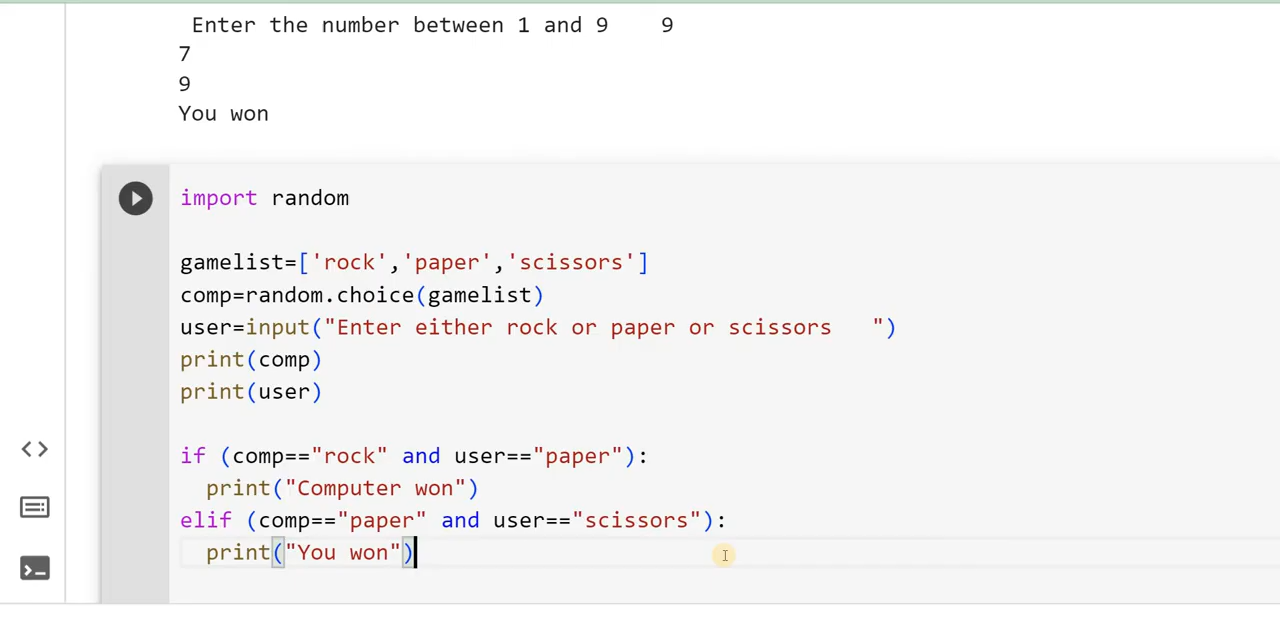 Enter the number between 1 and 9    9
7
9
You won
import random
gamelist=['rock','paper','scissors']
comp=random.choice(gamelist)
user=input("Enter either rock or paper or scissors   ")
print(comp)
print(user)
if (comp=="rock" and user=="paper"):
  print("Computer won")
elif (comp=="paper" and user=="scissors"):
  print("You won")